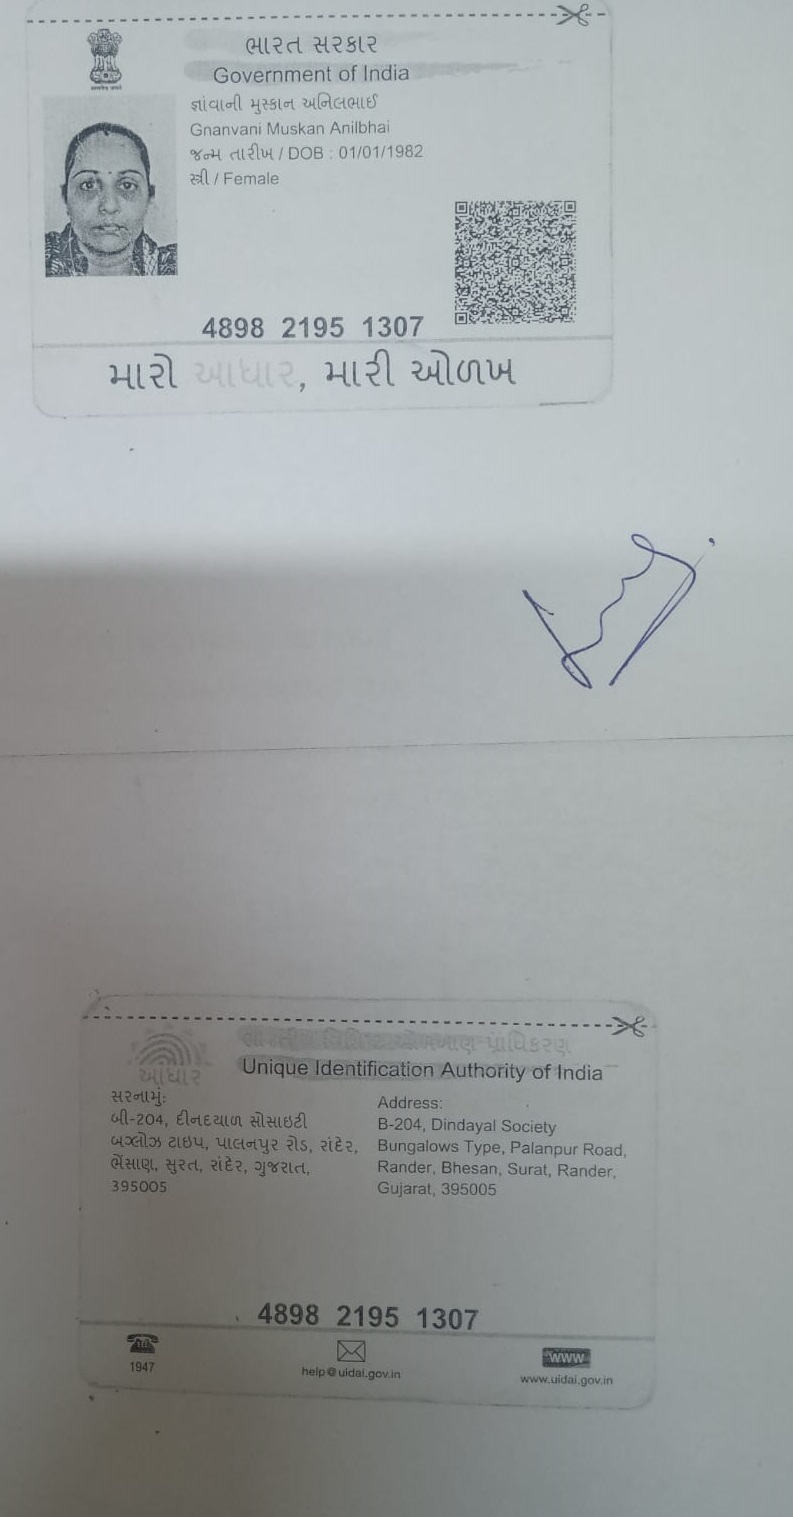 ભારત સરકાર
Government of India
જ્ઞાંવાની મુસ્કાન અનિલભાઈ
Gnanvani Muskan Anilbhai
જન્મ તારીખ / DOB : 01/01/1982
સ્ત્રી / Female
4898 2195 1307
મારો આધાર, મારી ઓળખ
ભારતીય વિશિષ્ટ ઓળખાણ પ્રાધિકરણ
Unique Identification Authority of India
આધાર
સરનામું:
બી-204, દીનદયાળ સોસાઇટી
બંગ્લોઝ ટાઇપ, પાલનપુર રોડ, રાંદેર,
ભેંસાણ, સુરત, રાંદેર, ગુજરાત,
395005
Address:
B-204, Dindayal Society
Bungalows Type, Palanpur Road,
Rander, Bhesan, Surat, Rander,
Gujarat, 395005
4898 2195 1307
1947
help@uidai.gov.in
WWW
www.uidai.gov.in